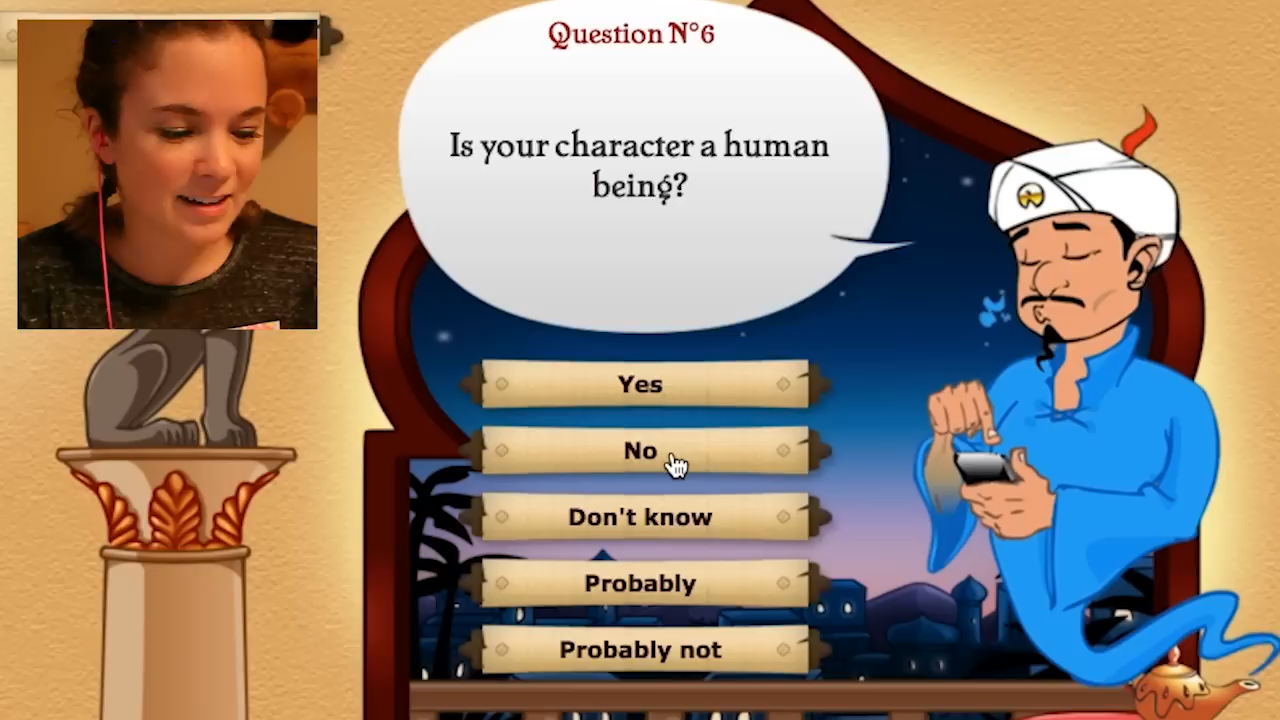 Question N°6
Is your character a human
being?
Yes
No
Don't know
Probably
Probably not